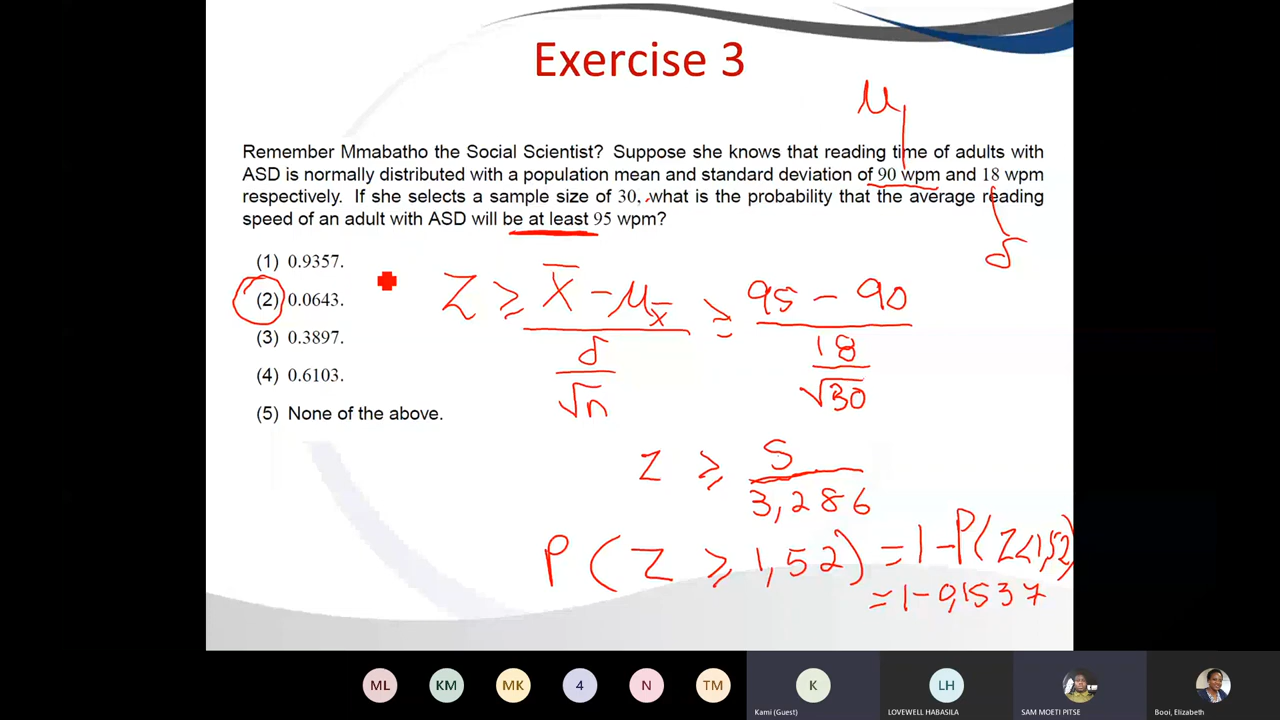 Exercise 3
μ
Remember Mmabatho the Social Scientist? Suppose she knows that reading time of adults with
ASD is normally distributed with a population mean and standard deviation of 90 wpm and 18 wpm
respectively. If she selects a sample size of 30, what is the probability that the average reading
speed of an adult with ASD will be at least 95 wpm?
δ
(1) 0.9357.
(2) 0.0643.
(3) 0.3897.
(4) 0.6103.
(5) None of the above.
Z ≥ X̄ - μx̄ ≥ 95 - 90
δ 18
√n √30
Z ≥ 5
3,286
P(Z ≥ 1,52) = 1 - P(Z<1,52)
= 1 - 0,1537
ML KM MK 4 N TM K LH
Kami (Guest) LOVEWELL HABASILA SAM MOETI PITSE Booi, Elizabeth